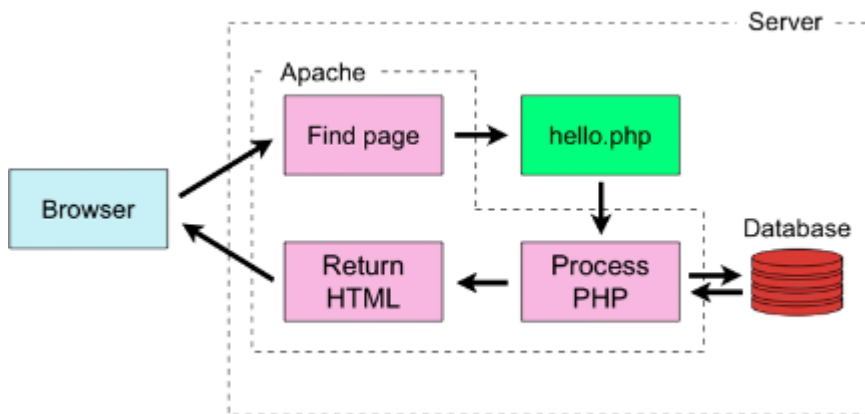 Server
Apache
Find page
hello.php
Browser
Database
Return
HTML
Process
PHP